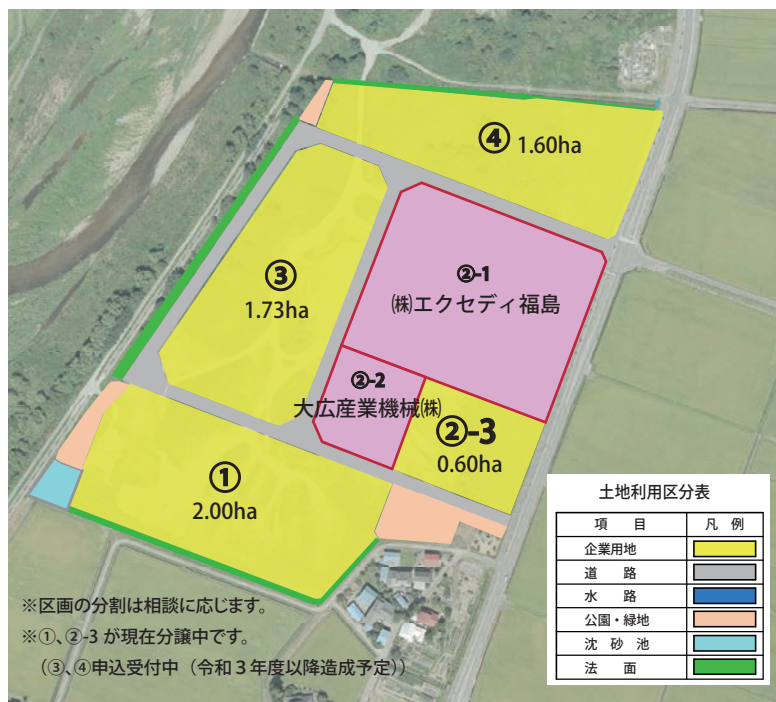 ④ 1.60ha
②-1
㈱エクセディ福島
③
1.73ha
②-2
大広産業機械㈱
②-3
0.60ha
①
2.00ha
土地利用区分表
項 目 凡 例
企業用地
道 路
水 路
公園・緑地
沈 砂 池
法 面
※区画の分割は相談に応じます。
※①、②-3 が現在分譲中です。
（③、④申込受付中（令和３年度以降造成予定））